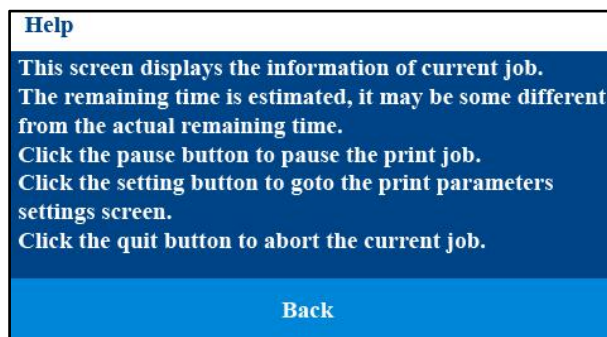 Help
This screen displays the information of current job.
The remaining time is estimated, it may be some different
from the actual remaining time.
Click the pause button to pause the print job.
Click the setting button to goto the print parameters
settings screen.
Click the quit button to abort the current job.
Back